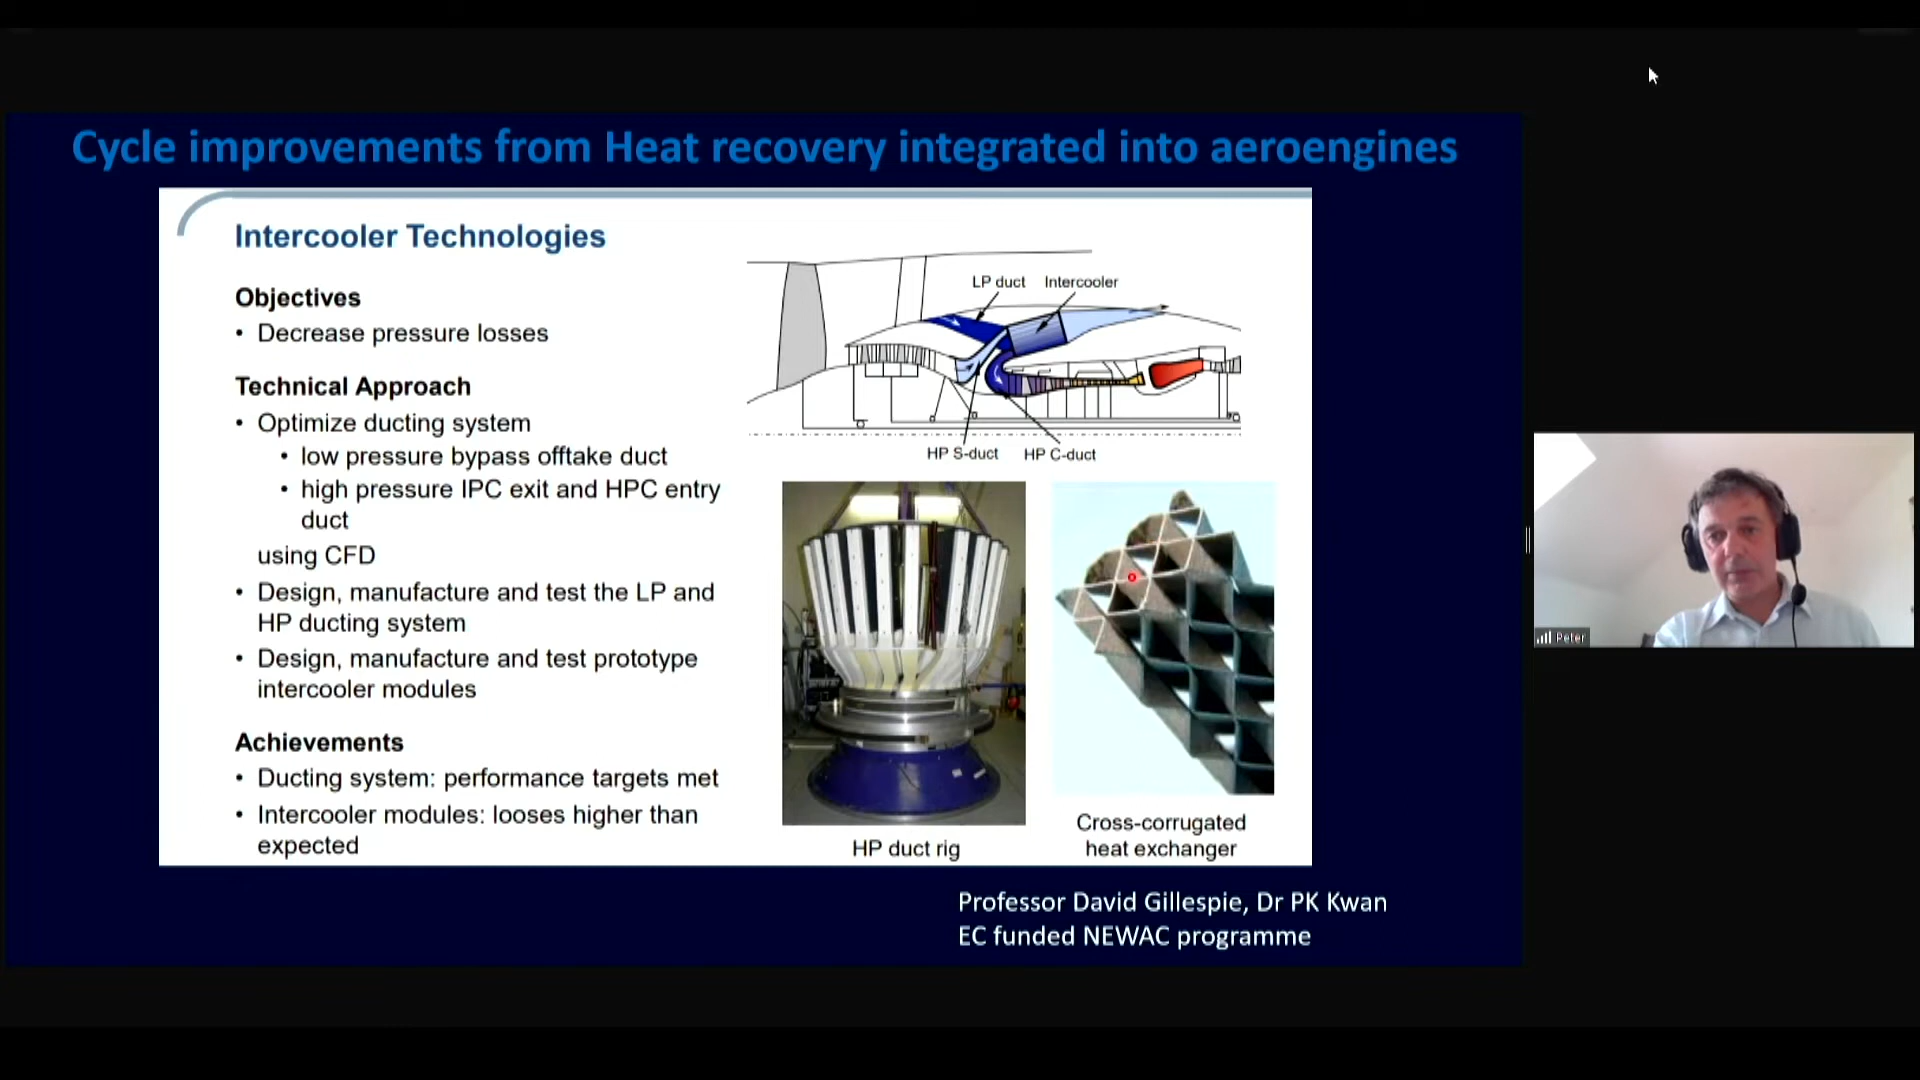 Cycle improvements from Heat recovery integrated into aeroengines
Intercooler Technologies
Objectives
• Decrease pressure losses
Technical Approach
• Optimize ducting system
• low pressure bypass offtake duct
• high pressure IPC exit and HPC entry
duct
using CFD
• Design, manufacture and test the LP and
HP ducting system
• Design, manufacture and test prototype
intercooler modules
Achievements
• Ducting system: performance targets met
• Intercooler modules: looses higher than
expected
LP duct
Intercooler
HP S-duct
HP C-duct
HP duct rig
Cross-corrugated
heat exchanger
Professor David Gillespie, Dr PK Kwan
EC funded NEWAC programme
Peter